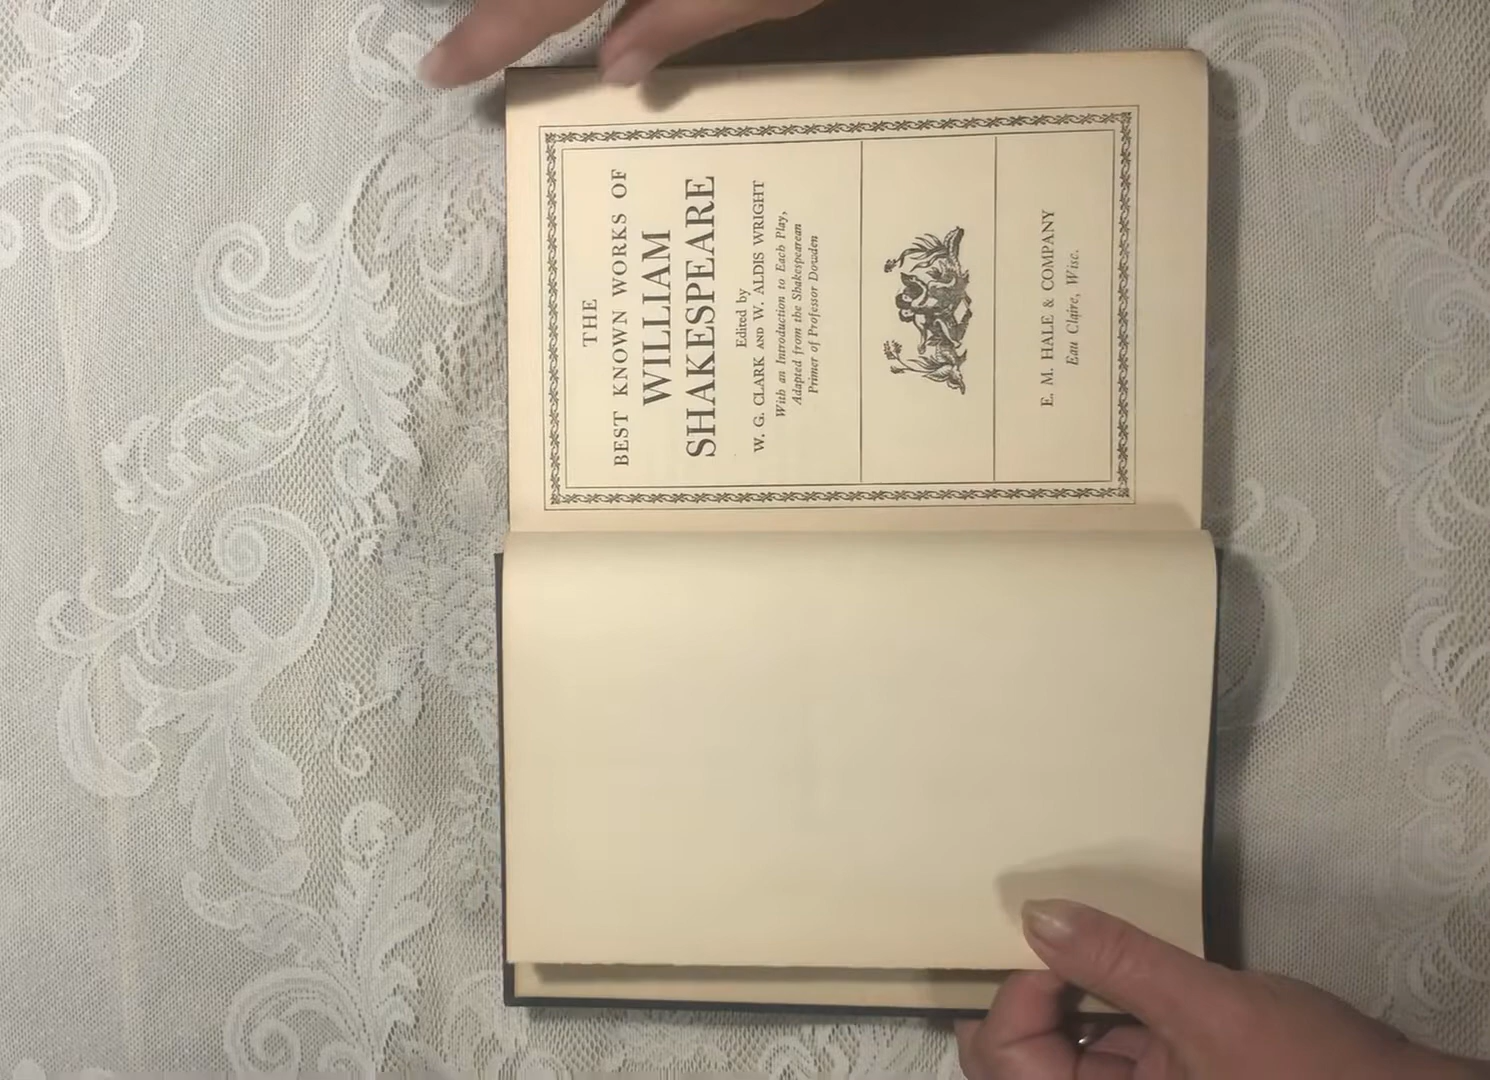 THE
BEST KNOWN WORKS OF
WILLIAM
SHAKESPEARE
Edited by
W. G. CLARK AND W. ALDIS WRIGHT
With an Introduction to Each Play,
Adapted from the Shakespearean
Primer of Professor Dowden
E. M. HALE & COMPANY
Eau Claire, Wisc.